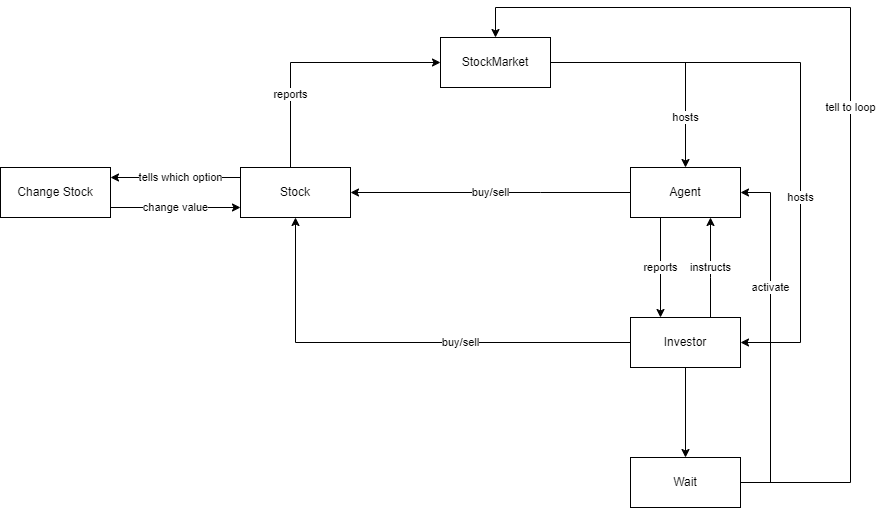 StockMarket
reports
tell to loop
hosts
Change Stock
tells which option
change value
Stock
buy/sell
Agent
hosts
reports
instructs
activate
buy/sell
Investor
Wait